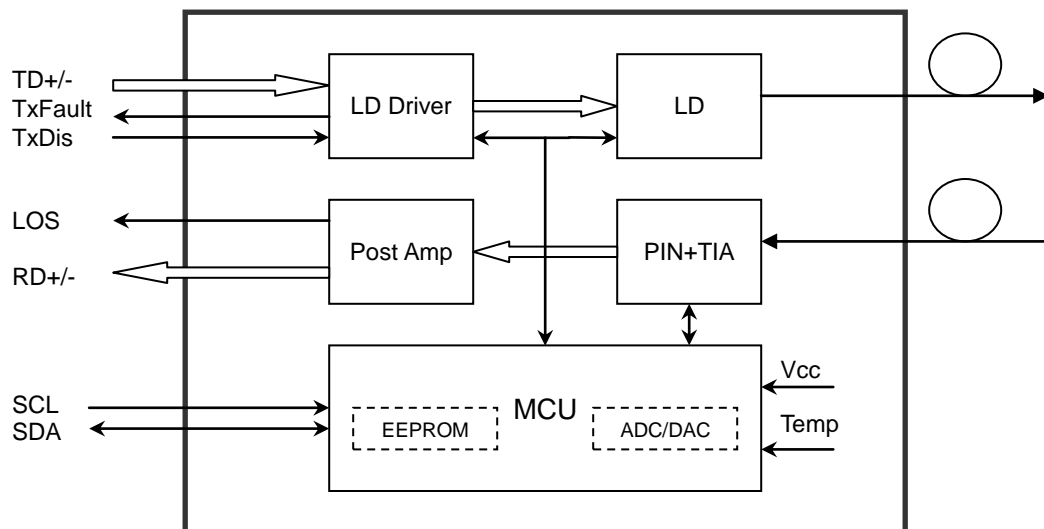 TD+/-
TxFault
TxDis
LD Driver
LD
LOS
RD+/-
Post Amp
PIN+TIA
SCL
SDA
MCU
EEPROM
ADC/DAC
Vcc
Temp